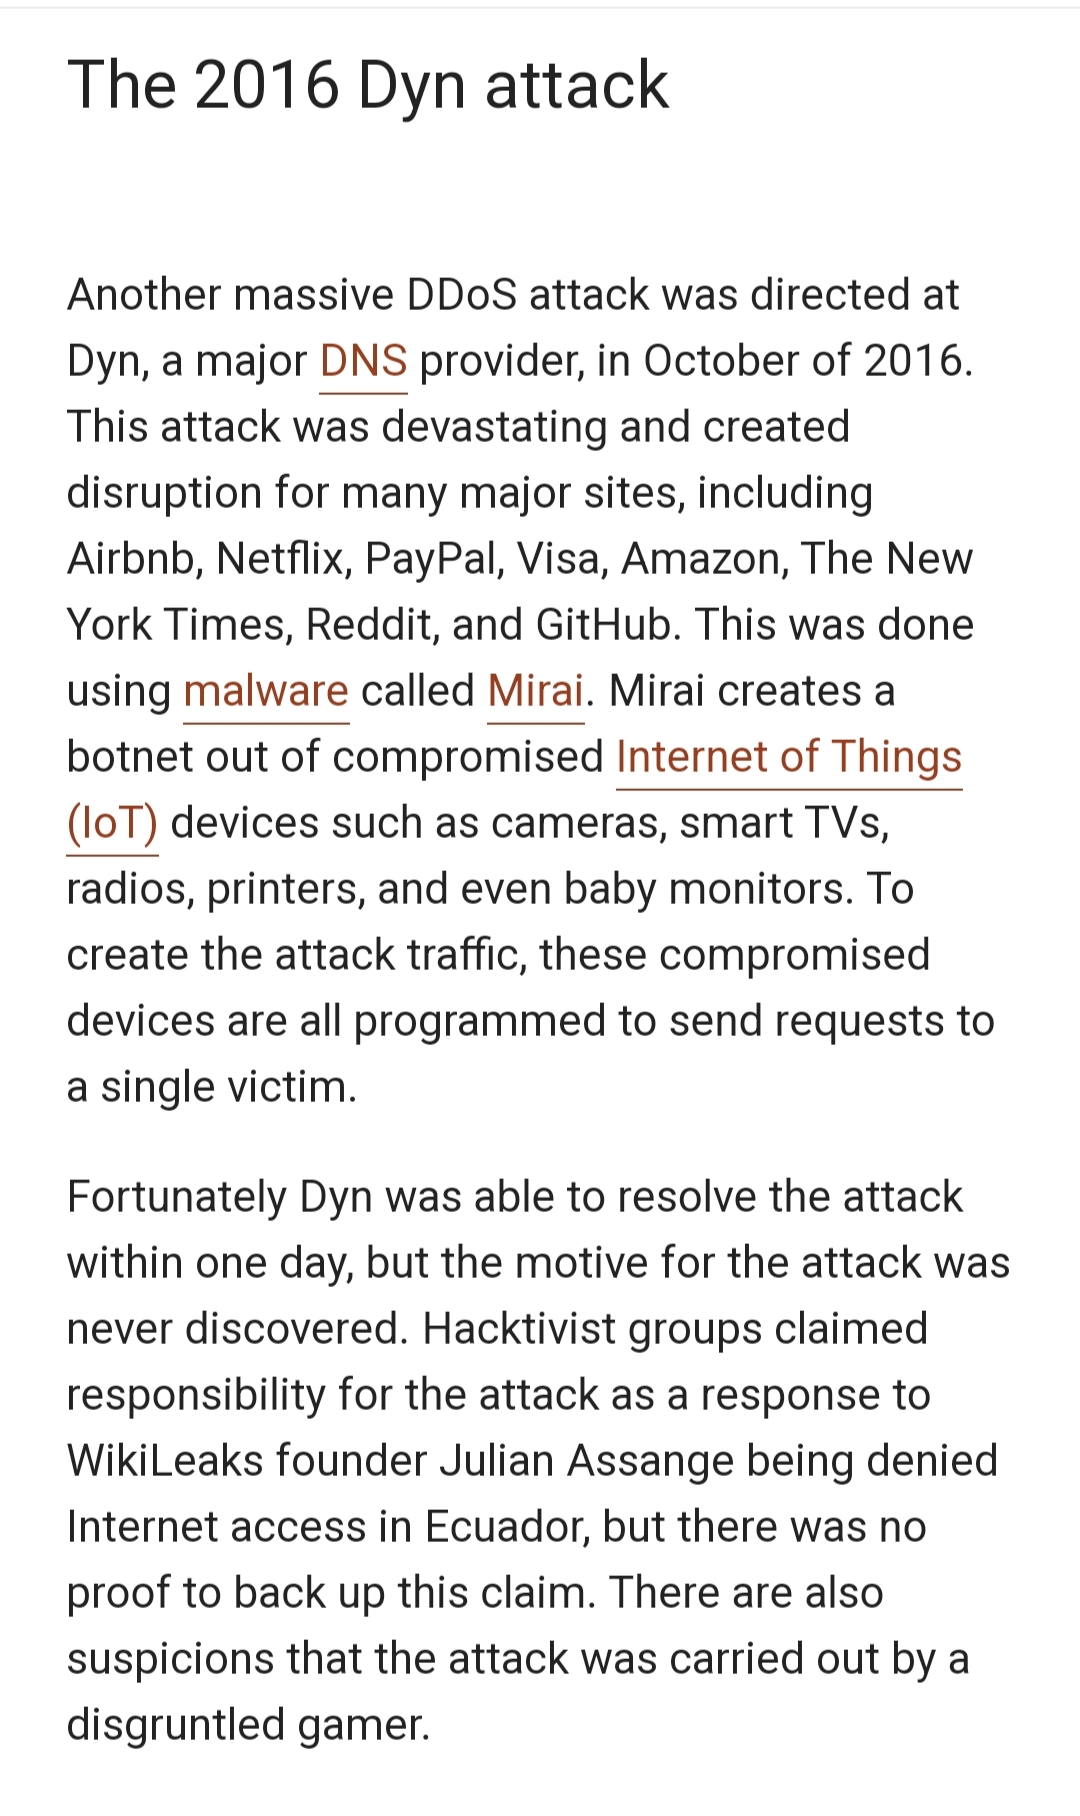 The 2016 Dyn attack
Another massive DDoS attack was directed at
Dyn, a major DNS provider, in October of 2016.
This attack was devastating and created
disruption for many major sites, including
Airbnb, Netflix, PayPal, Visa, Amazon, The New
York Times, Reddit, and GitHub. This was done
using malware called Mirai. Mirai creates a
botnet out of compromised Internet of Things
(IoT) devices such as cameras, smart TVs,
radios, printers, and even baby monitors. To
create the attack traffic, these compromised
devices are all programmed to send requests to
a single victim.
Fortunately Dyn was able to resolve the attack
within one day, but the motive for the attack was
never discovered. Hacktivist groups claimed
responsibility for the attack as a response to
WikiLeaks founder Julian Assange being denied
Internet access in Ecuador, but there was no
proof to back up this claim. There are also
suspicions that the attack was carried out by a
disgruntled gamer.